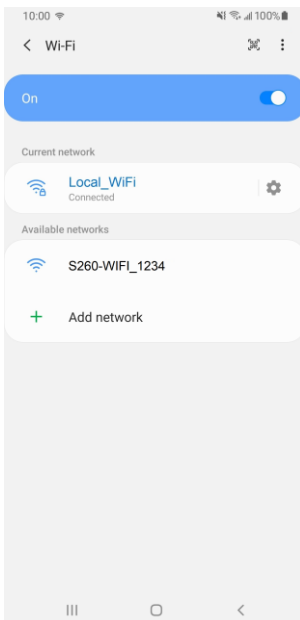 10:00 100%
Wi-Fi
On
Current network
Local_WiFi
Connected
Available networks
S260-WIFI_1234
Add network